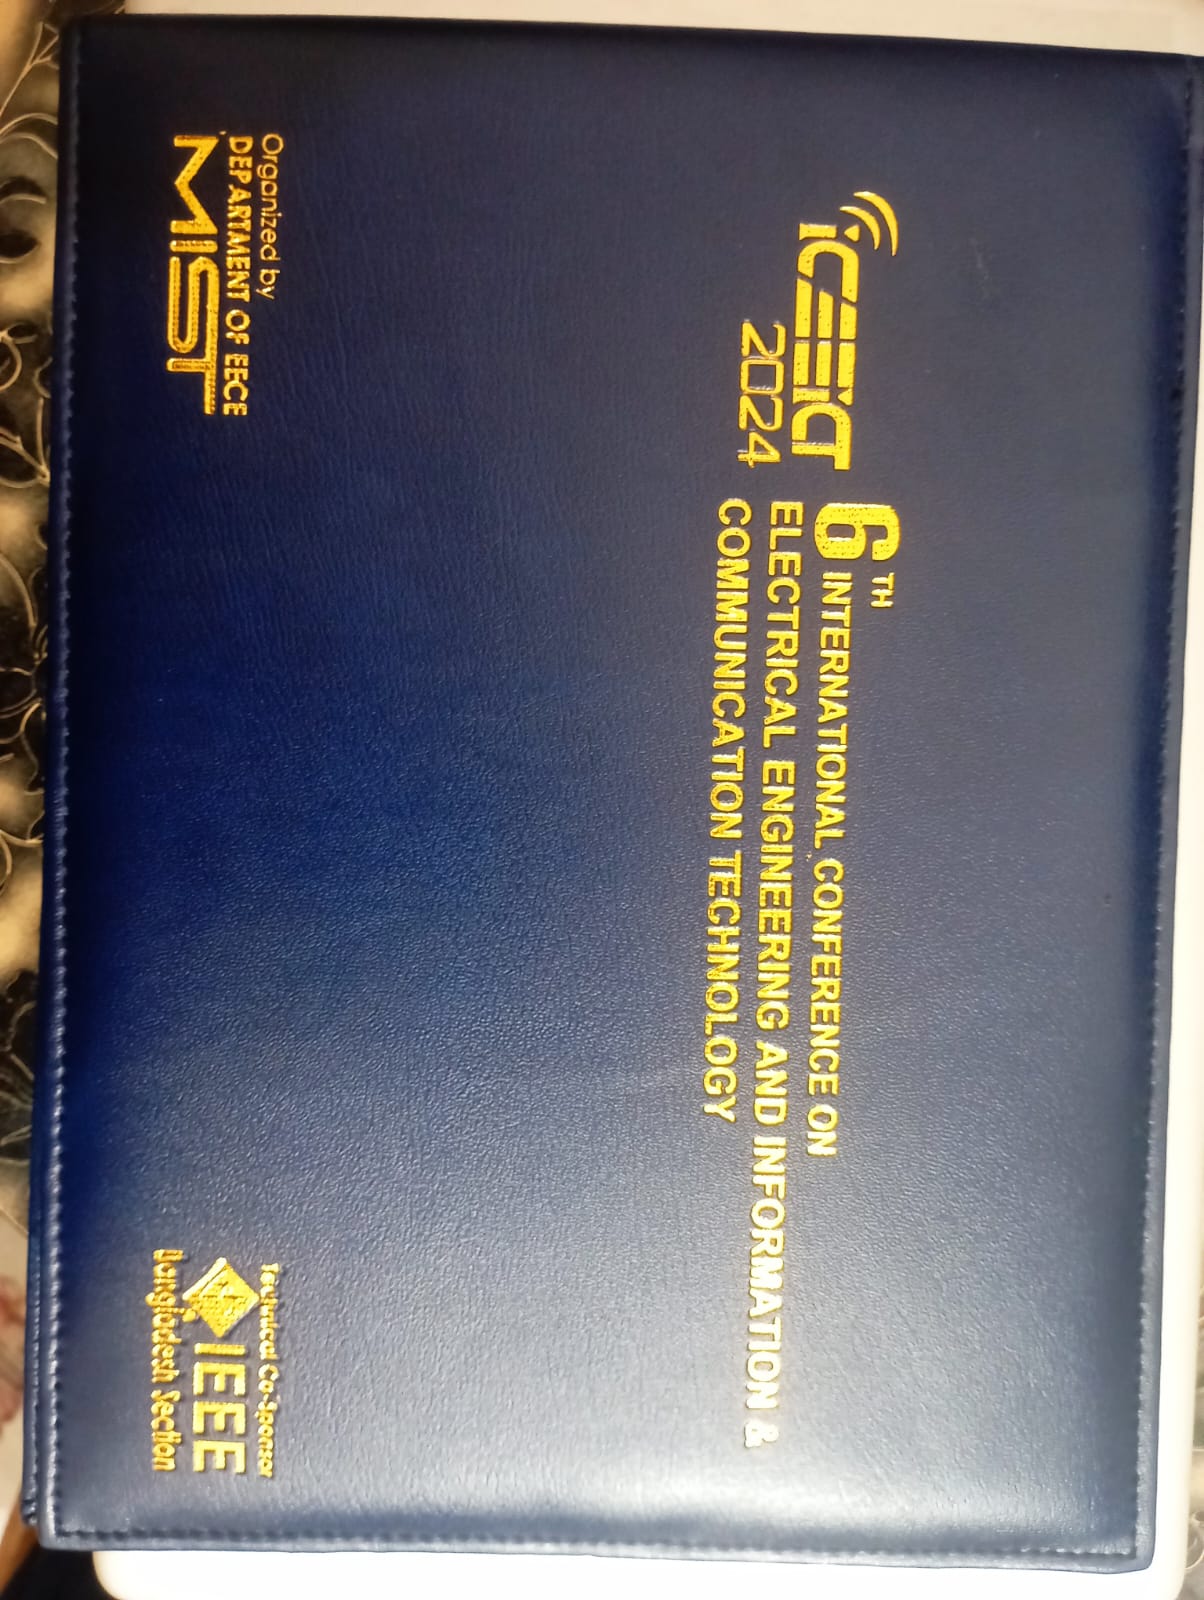 iCEEiCT
2024
6TH INTERNATIONAL CONFERENCE ON
ELECTRICAL ENGINEERING AND INFORMATION &
COMMUNICATION TECHNOLOGY
Organized by
DEPARTMENT OF EECE
MIST
Technical Co-Sponsor
IEEE
Bangladesh Section